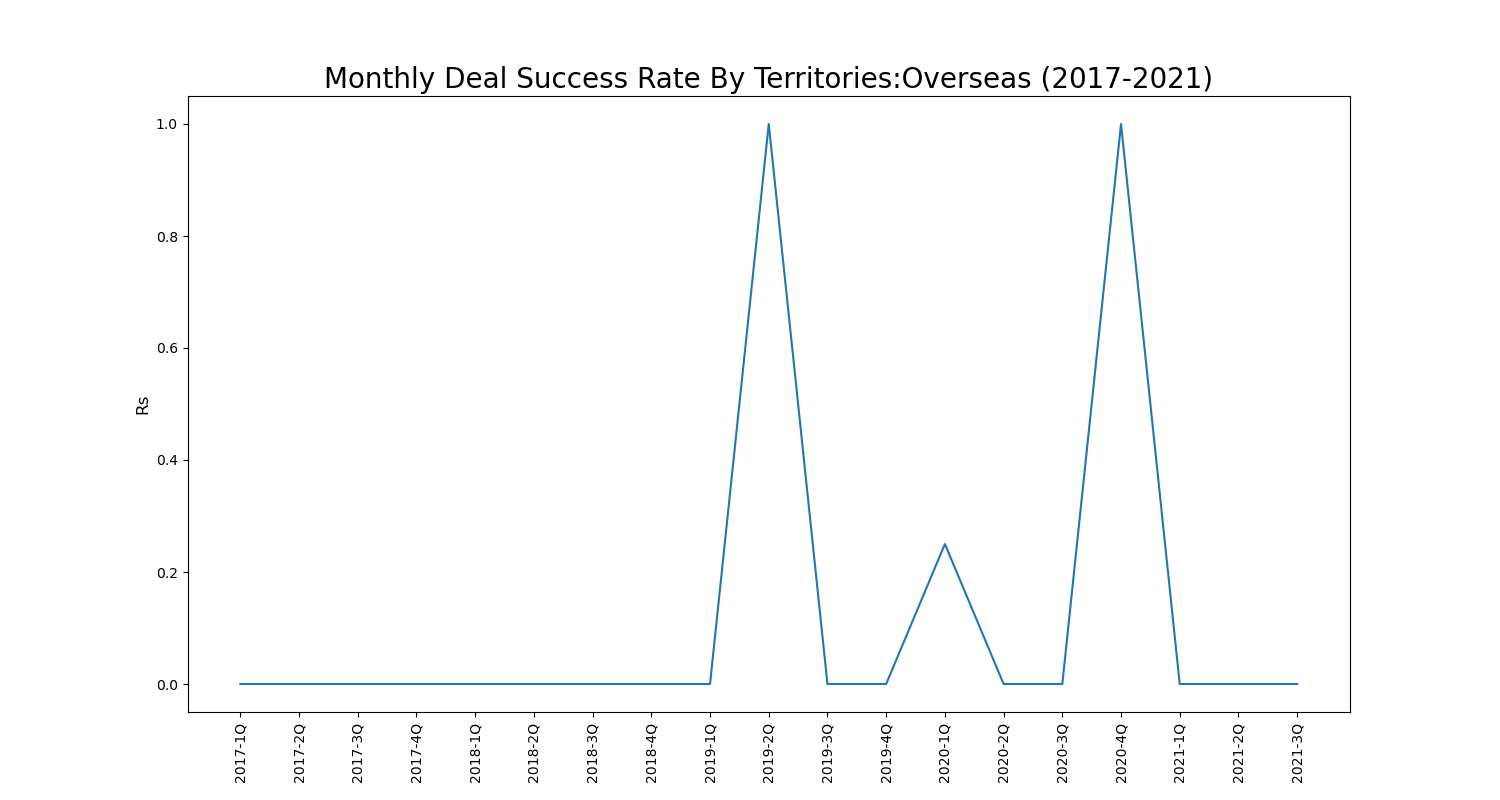 Monthly Deal Success Rate By Territories:Overseas (2017-2021)
1.0
0.8
0.6
0.4
0.2
0.0
Rs
2017-1Q
2017-2Q
2017-3Q
2017-4Q
2018-1Q
2018-2Q
2018-3Q
2018-4Q
2019-1Q
2019-2Q
2019-3Q
2019-4Q
2020-1Q
2020-2Q
2020-3Q
2020-4Q
2021-1Q
2021-2Q
2021-3Q